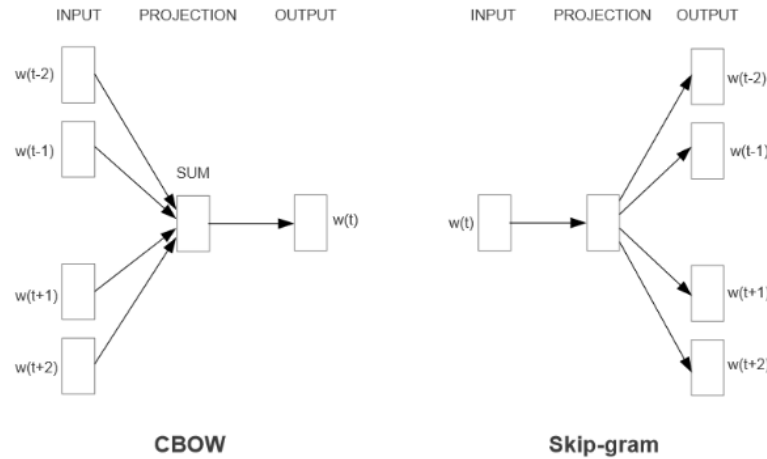 INPUT PROJECTION OUTPUT
w(t-2)
w(t-1)
SUM
w(t)
w(t+1)
w(t+2)
CBOW
INPUT PROJECTION OUTPUT
w(t-2)
w(t-1)
w(t)
w(t+1)
w(t+2)
Skip-gram